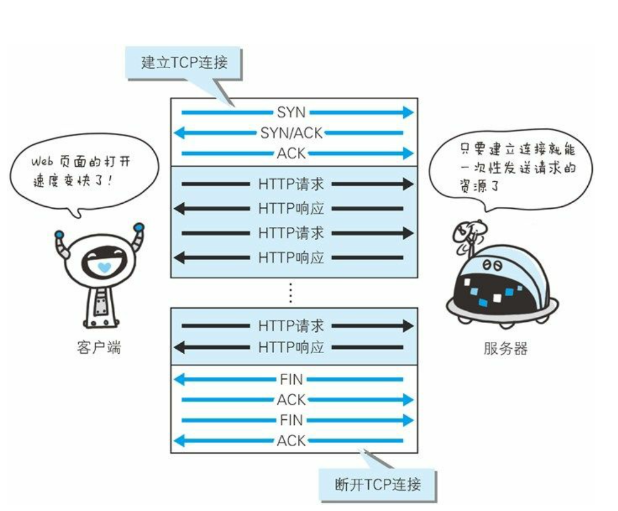 建立TCP连接
SYN
SYN/ACK
ACK
Web 页面的打开
速度变快了!
只要建立连接就能
一次性发送请求的
资源了
HTTP请求
HTTP响应
HTTP请求
HTTP响应
HTTP请求
HTTP响应
客户端
服务器
FIN
ACK
FIN
ACK
断开TCP连接